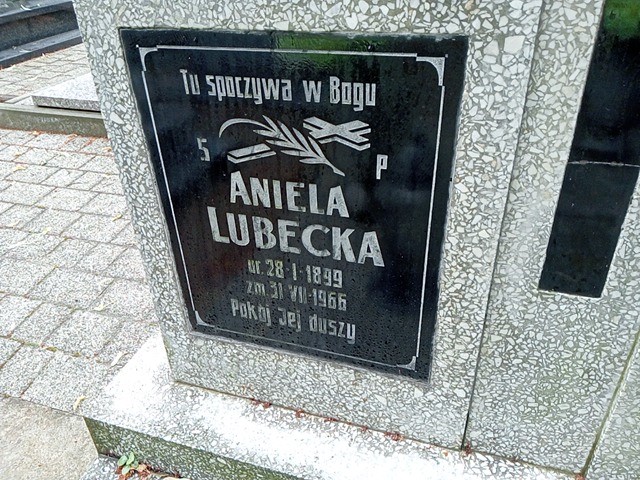 Tu spoczywa w Bogu
S P
ANIELA
LUBECKA
ur. 28-I-1899
zm 31 VII-1966
Pokój Jej duszy